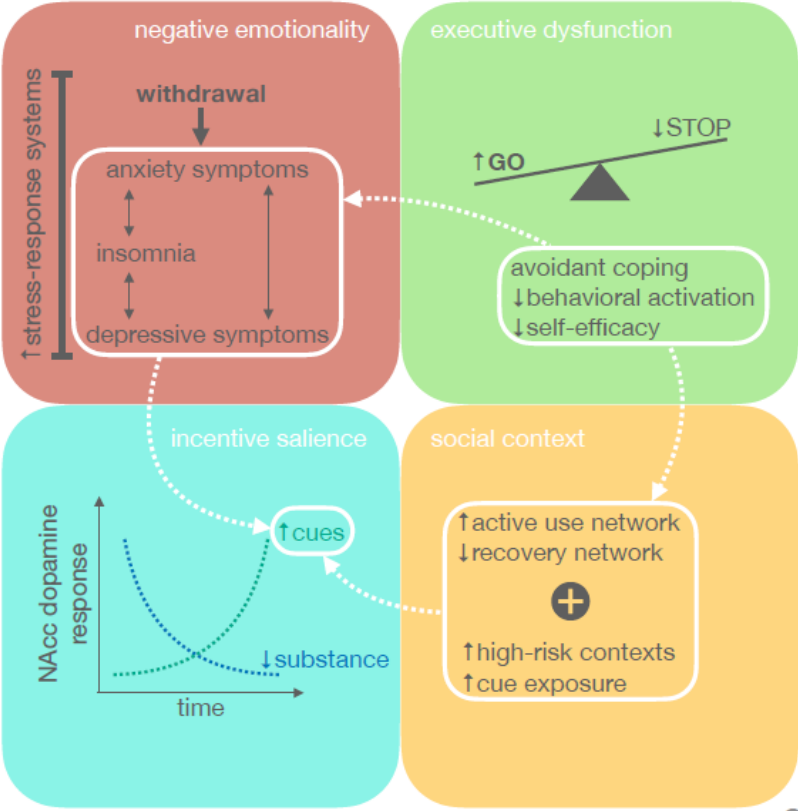 negative emotionality
↑stress-response systems
withdrawal
anxiety symptoms
insomnia
depressive symptoms
executive dysfunction
↑GO
↓STOP
avoidant coping
↓behavioral activation
↓self-efficacy
incentive salience
NAcc dopamine
response
↑cues
↓substance
time
social context
↑active use network
↓recovery network
+
↑high-risk contexts
↑cue exposure